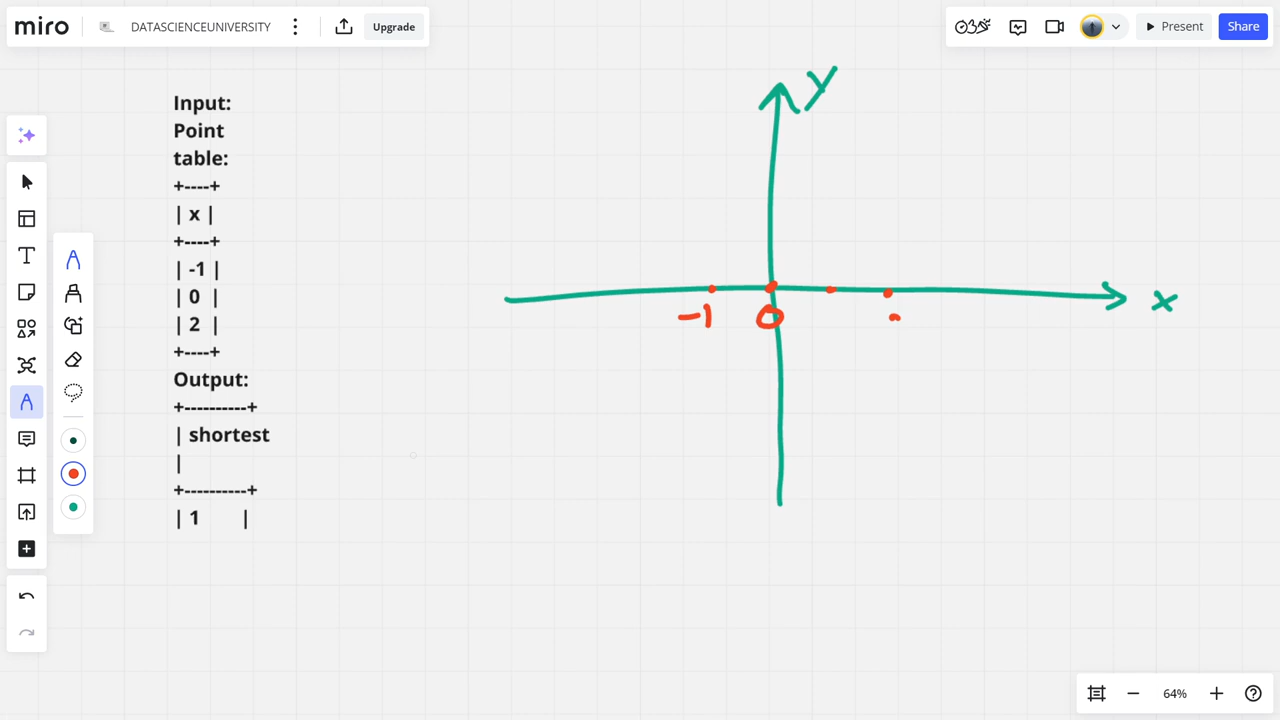 miro
DATASCIENCEUNIVERSITY
Upgrade
Present
Share
Input:
Point
table:
+----+
| x |
+----+
| -1 |
| 0 |
| 2 |
+----+
Output:
+----------+
| shortest
|
+----------+
| 1 |
y
x
-1 0
64%